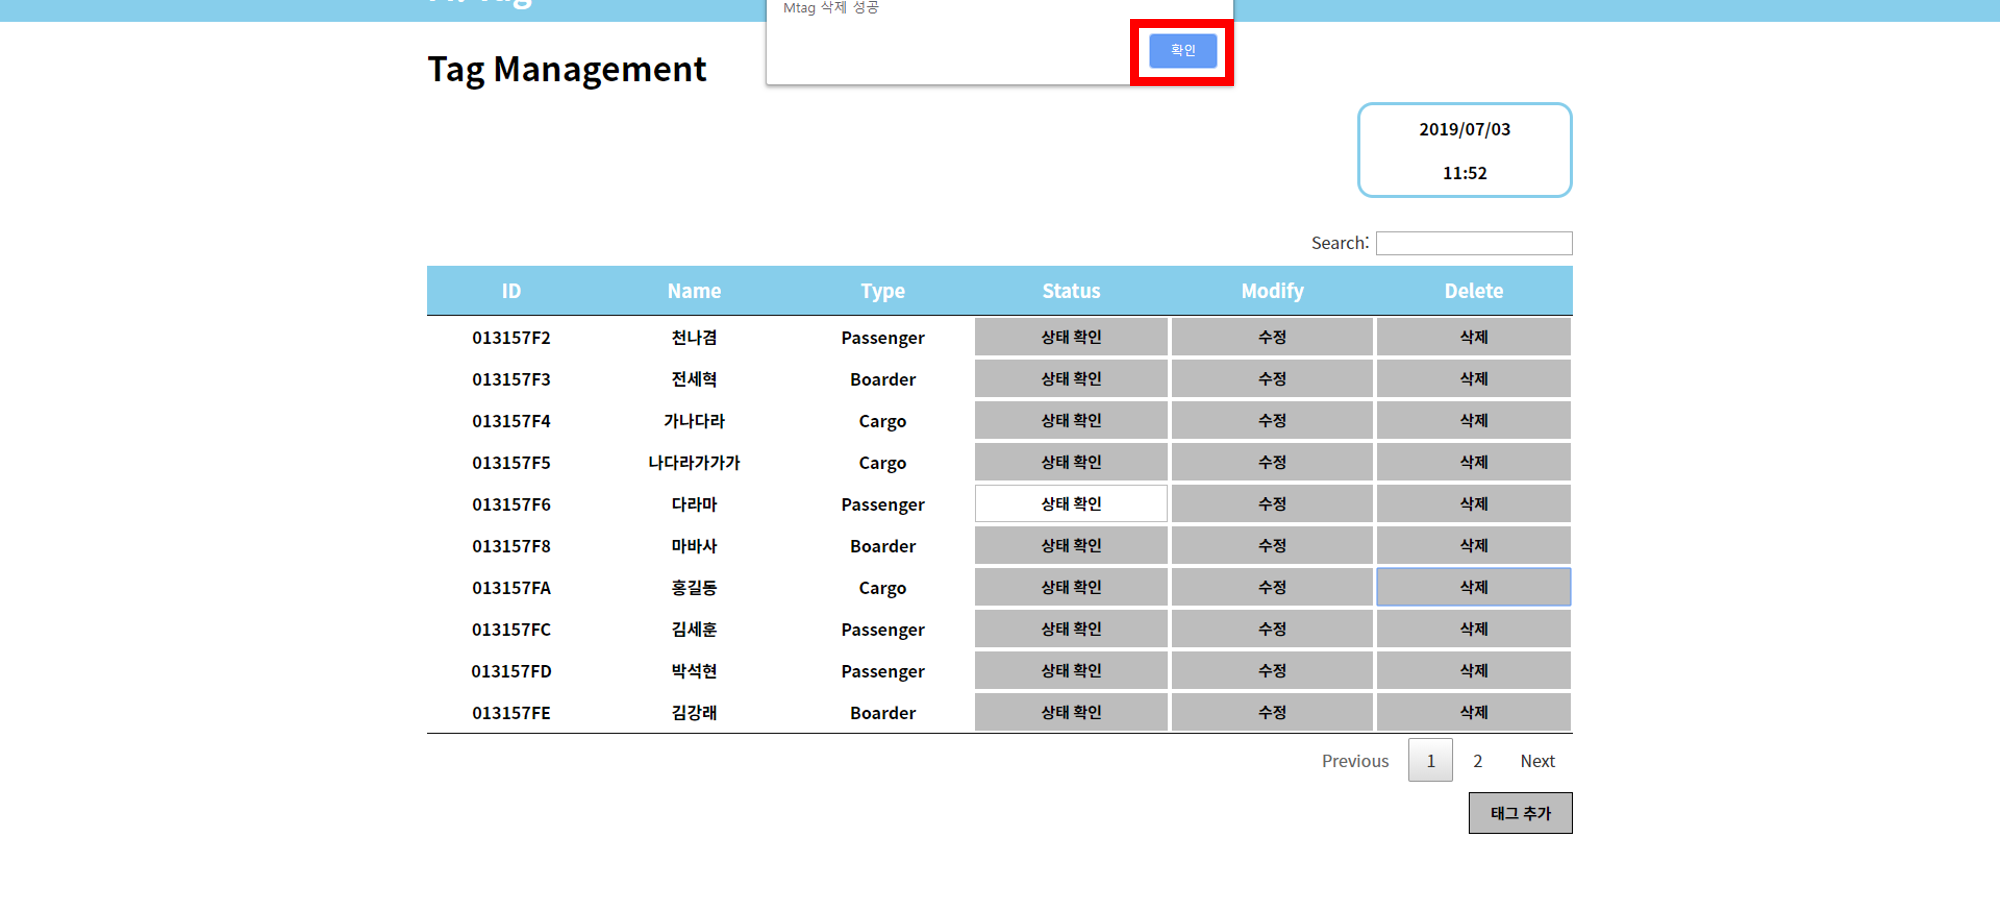 Mtag 삭제 성공
확인
Tag Management
2019/07/03
11:52
Search:
ID Name Type Status Modify Delete
013157F2 천나겸 Passenger 상태 확인 수정 삭제
013157F3 전세혁 Boarder 상태 확인 수정 삭제
013157F4 가나다라 Cargo 상태 확인 수정 삭제
013157F5 나다라가가가 Cargo 상태 확인 수정 삭제
013157F6 다라마 Passenger 상태 확인 수정 삭제
013157F8 마바사 Boarder 상태 확인 수정 삭제
013157FA 홍길동 Cargo 상태 확인 수정 삭제
013157FC 김세훈 Passenger 상태 확인 수정 삭제
013157FD 박석현 Passenger 상태 확인 수정 삭제
013157FE 김강래 Boarder 상태 확인 수정 삭제
Previous 1 2 Next
태그 추가